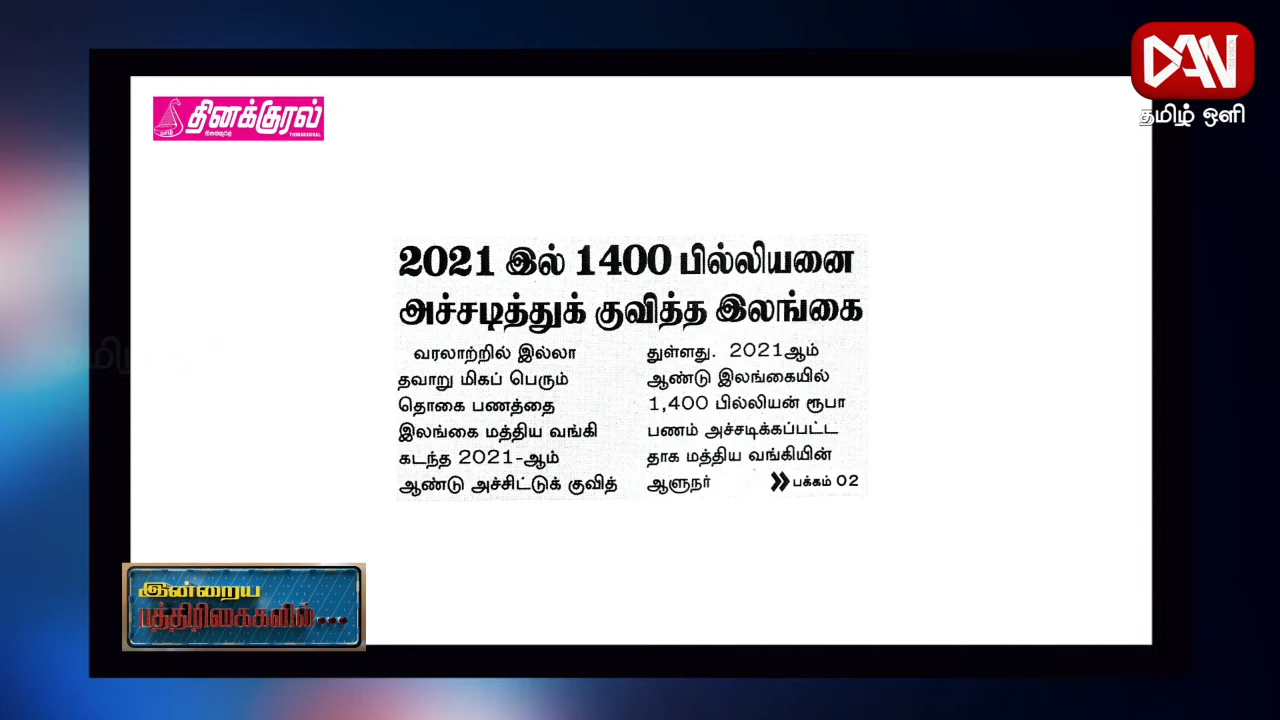 DAN
தமிழ் ஒளி
தினக்குரல்
THINAKKURAL
2021 இல் 1400 பில்லியனை
அச்சடித்துக் குவித்த இலங்கை
வரலாற்றில் இல்லா
தவாறு மிகப் பெரும்
தொகை பணத்தை
இலங்கை மத்திய வங்கி
கடந்த 2021-ஆம்
ஆண்டு அச்சிட்டுக் குவித்
துள்ளது. 2021ஆம்
ஆண்டு இலங்கையில்
1,400 பில்லியன் ரூபா
பணம் அச்சடிக்கப்பட்ட
தாக மத்திய வங்கியின்
ஆளுநர் பக்கம் 02
இன்றைய
பத்திரிகைகளில்...